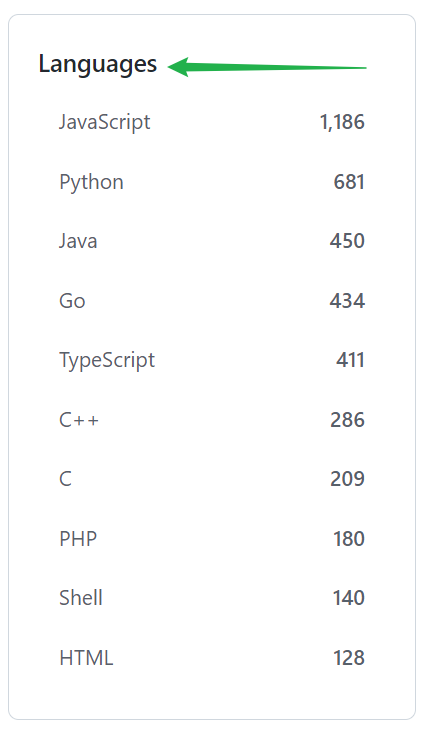 Languages
JavaScript 1,186
Python 681
Java 450
Go 434
TypeScript 411
C++ 286
C 209
PHP 180
Shell 140
HTML 128